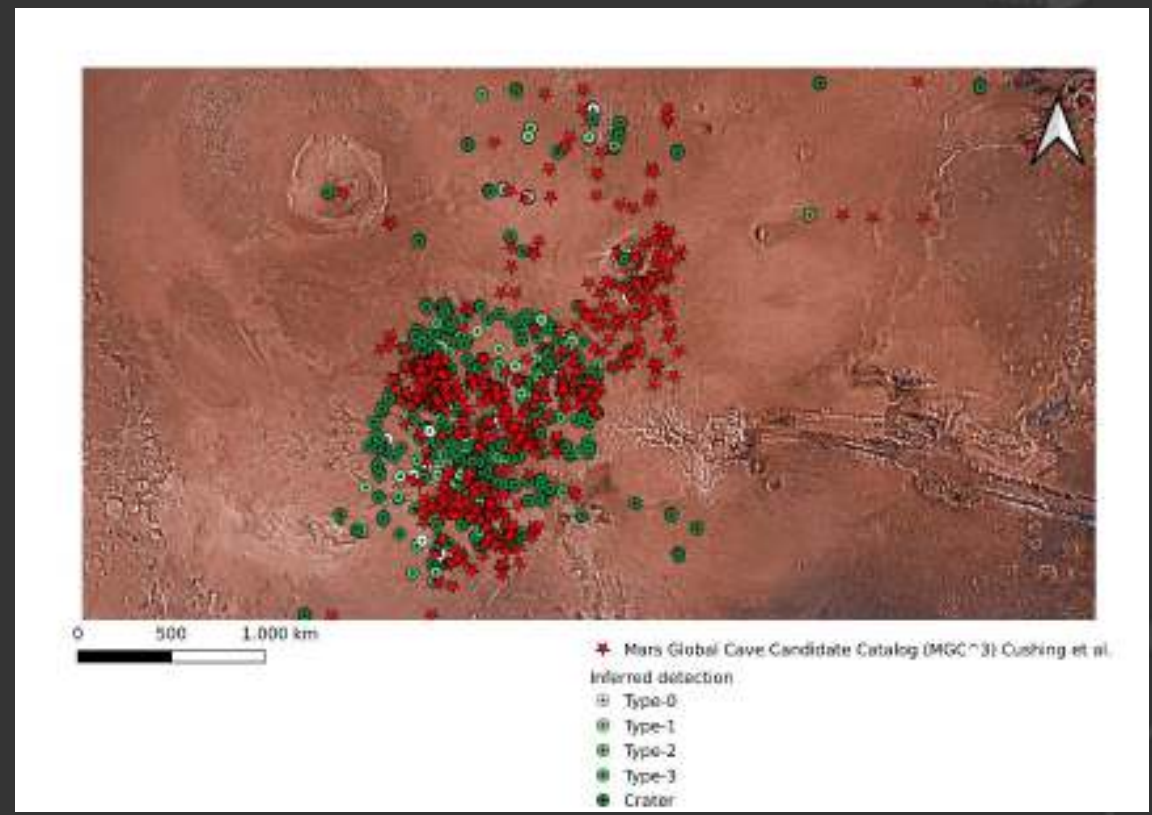 0 500 1.000 km
Mars Global Cave Candidate Catalog (MGC^3) Cushing et al.
Inferred detection
Type-0
Type-1
Type-2
Type-3
Crater